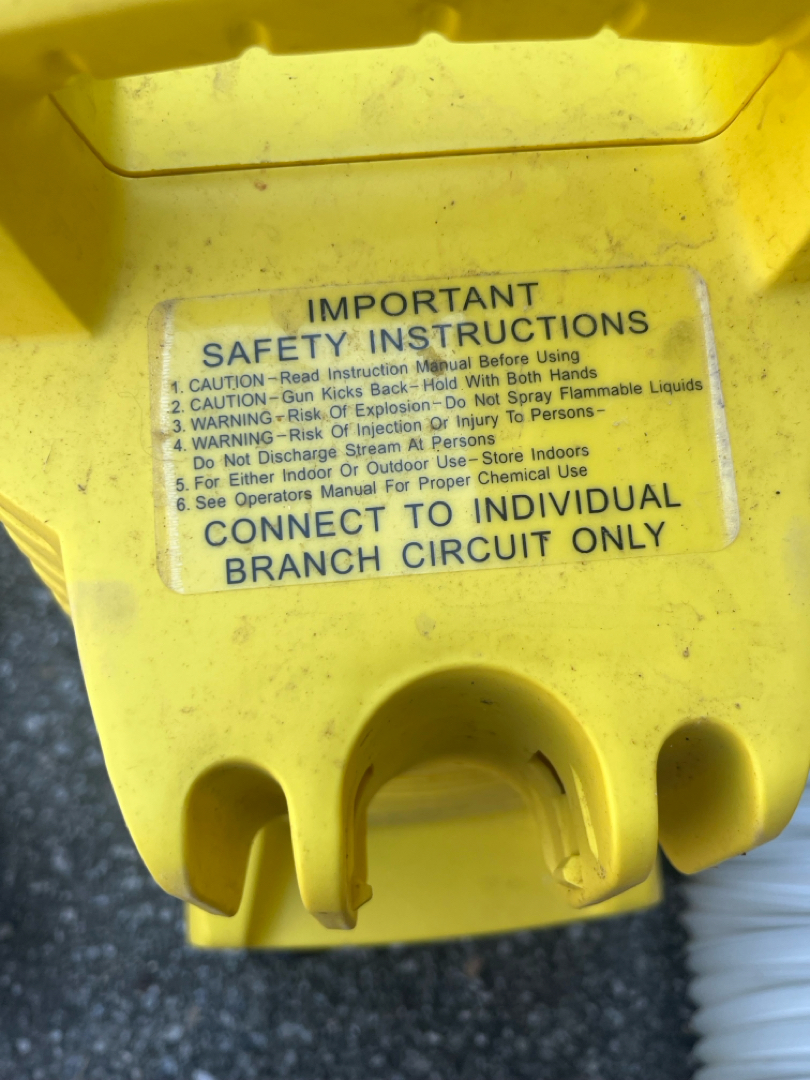 IMPORTANT
SAFETY INSTRUCTIONS
1. CAUTION–Read Instruction Manual Before Using
2. CAUTION–Gun Kicks Back–Hold With Both Hands
3. WARNING–Risk Of Explosion–Do Not Spray Flammable Liquids
4. WARNING–Risk Of Injection Or Injury To Persons–
Do Not Discharge Stream At Persons
5. For Either Indoor Or Outdoor Use–Store Indoors
6. See Operators Manual For Proper Chemical Use
CONNECT TO INDIVIDUAL
BRANCH CIRCUIT ONLY